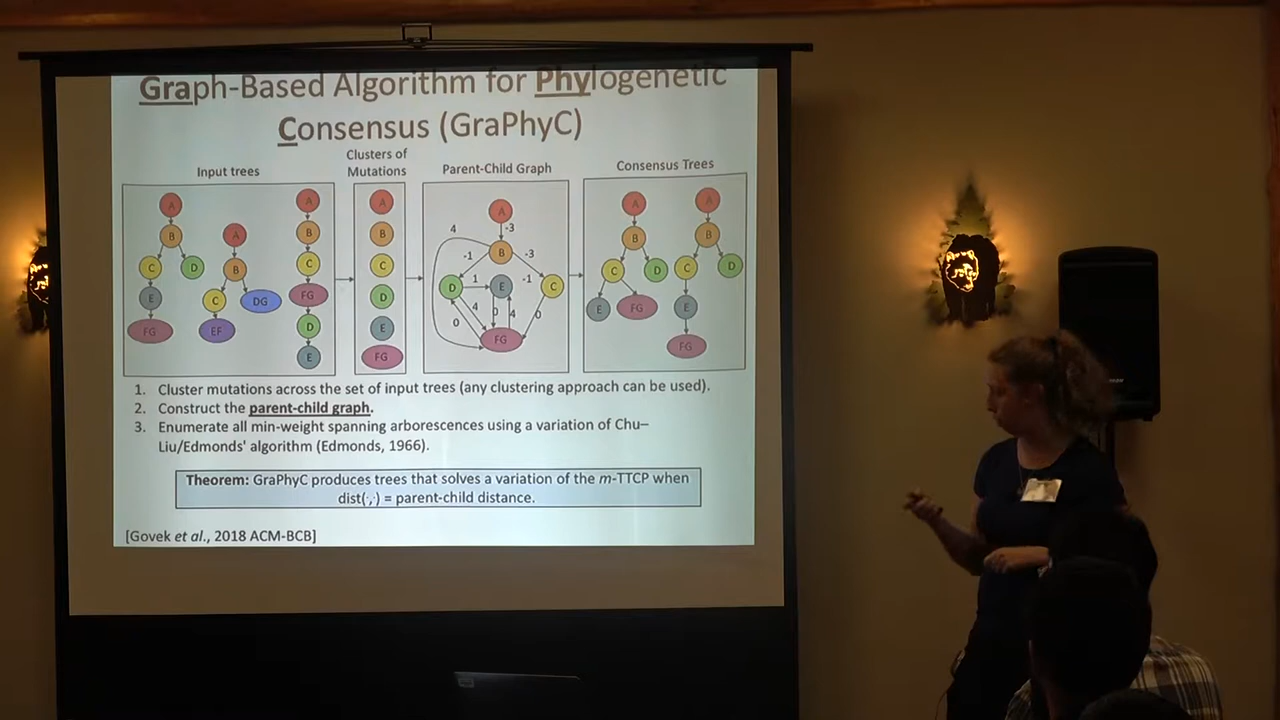 Graph-Based Algorithm for Phylogenetic
Consensus (GraPhyC)
Input trees
Clusters of
Mutations
Parent-Child Graph
Consensus Trees
A
B
C
D
E
FG
A
B
C
DG
EF
A
B
C
FG
D
E
A
B
C
D
E
FG
A
B
C
D
E
FG
4
-3
-1
-3
1
-1
4
0
0
4
0
A
B
C
D
E
FG
A
B
C
D
E
FG
1. Cluster mutations across the set of input trees (any clustering approach can be used).
2. Construct the parent-child graph.
3. Enumerate all min-weight spanning arborescences using a variation of Chu–
Liu/Edmonds' algorithm (Edmonds, 1966).
Theorem: GraPhyC produces trees that solves a variation of the m-TTCP when
dist(·,·) = parent-child distance.
[Govek et al., 2018 ACM-BCB]